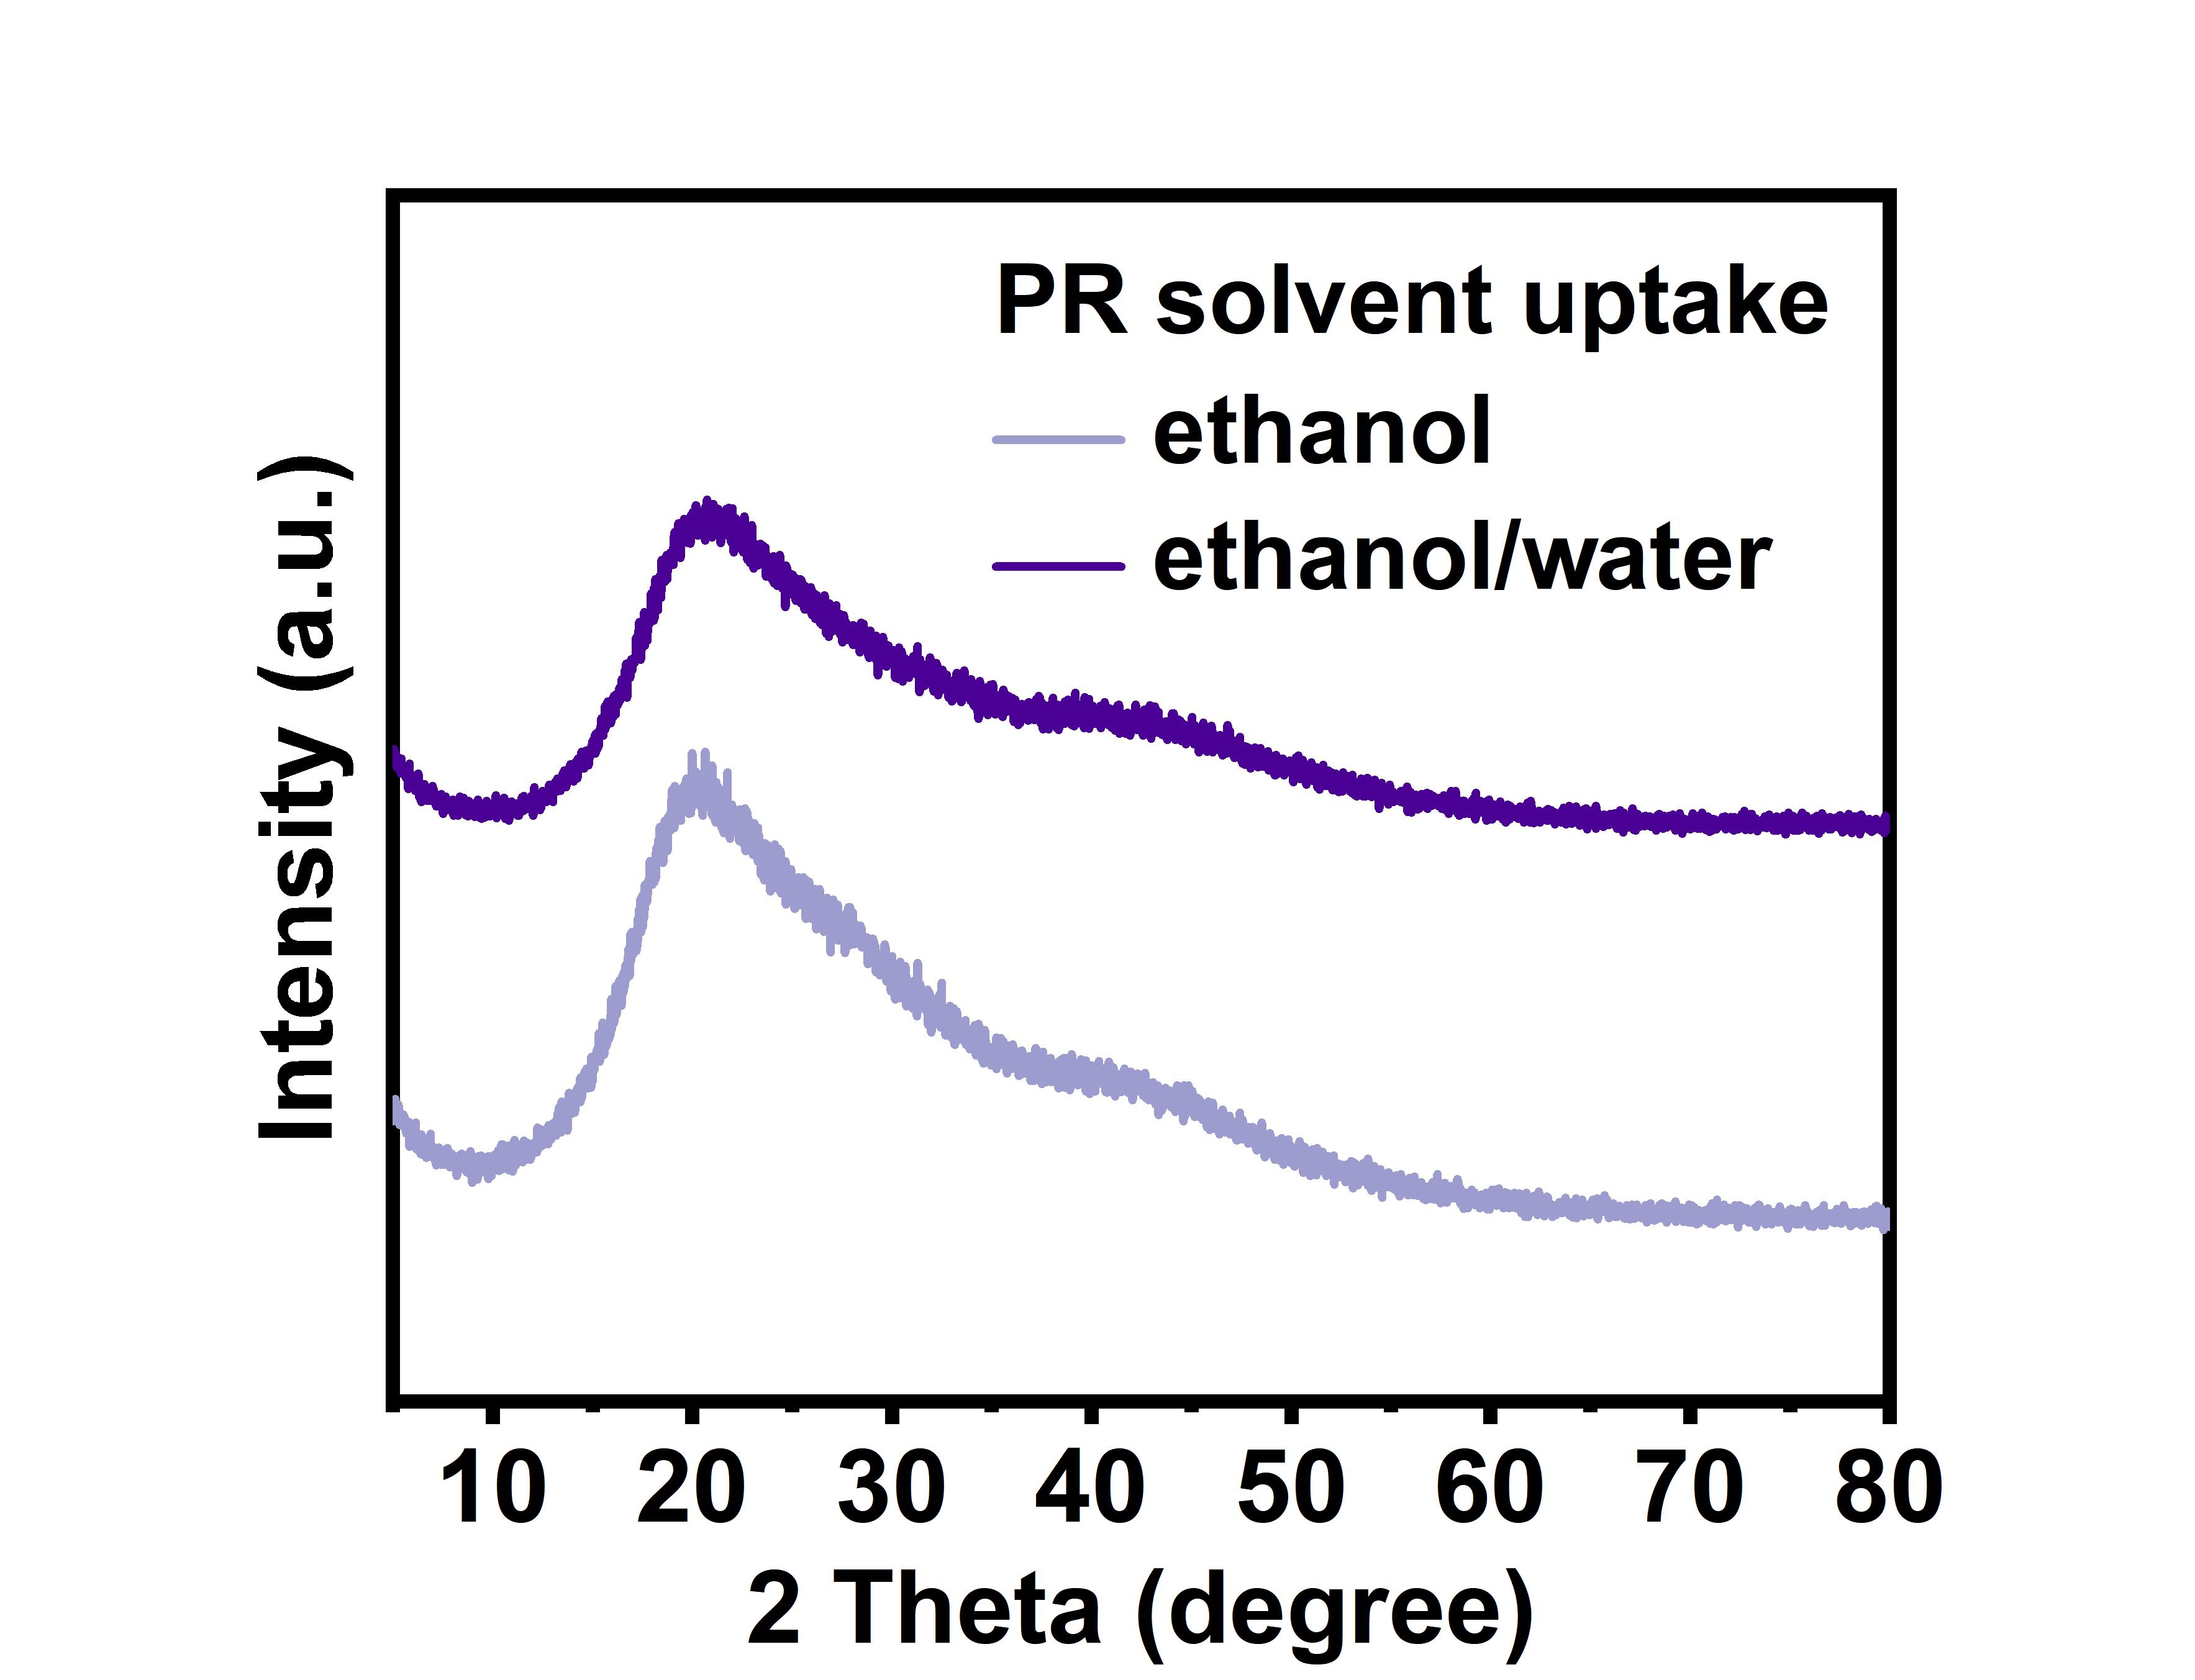 PR solvent uptake
ethanol
ethanol/water
Intensity (a.u.)
10 20 30 40 50 60 70 80
2 Theta (degree)